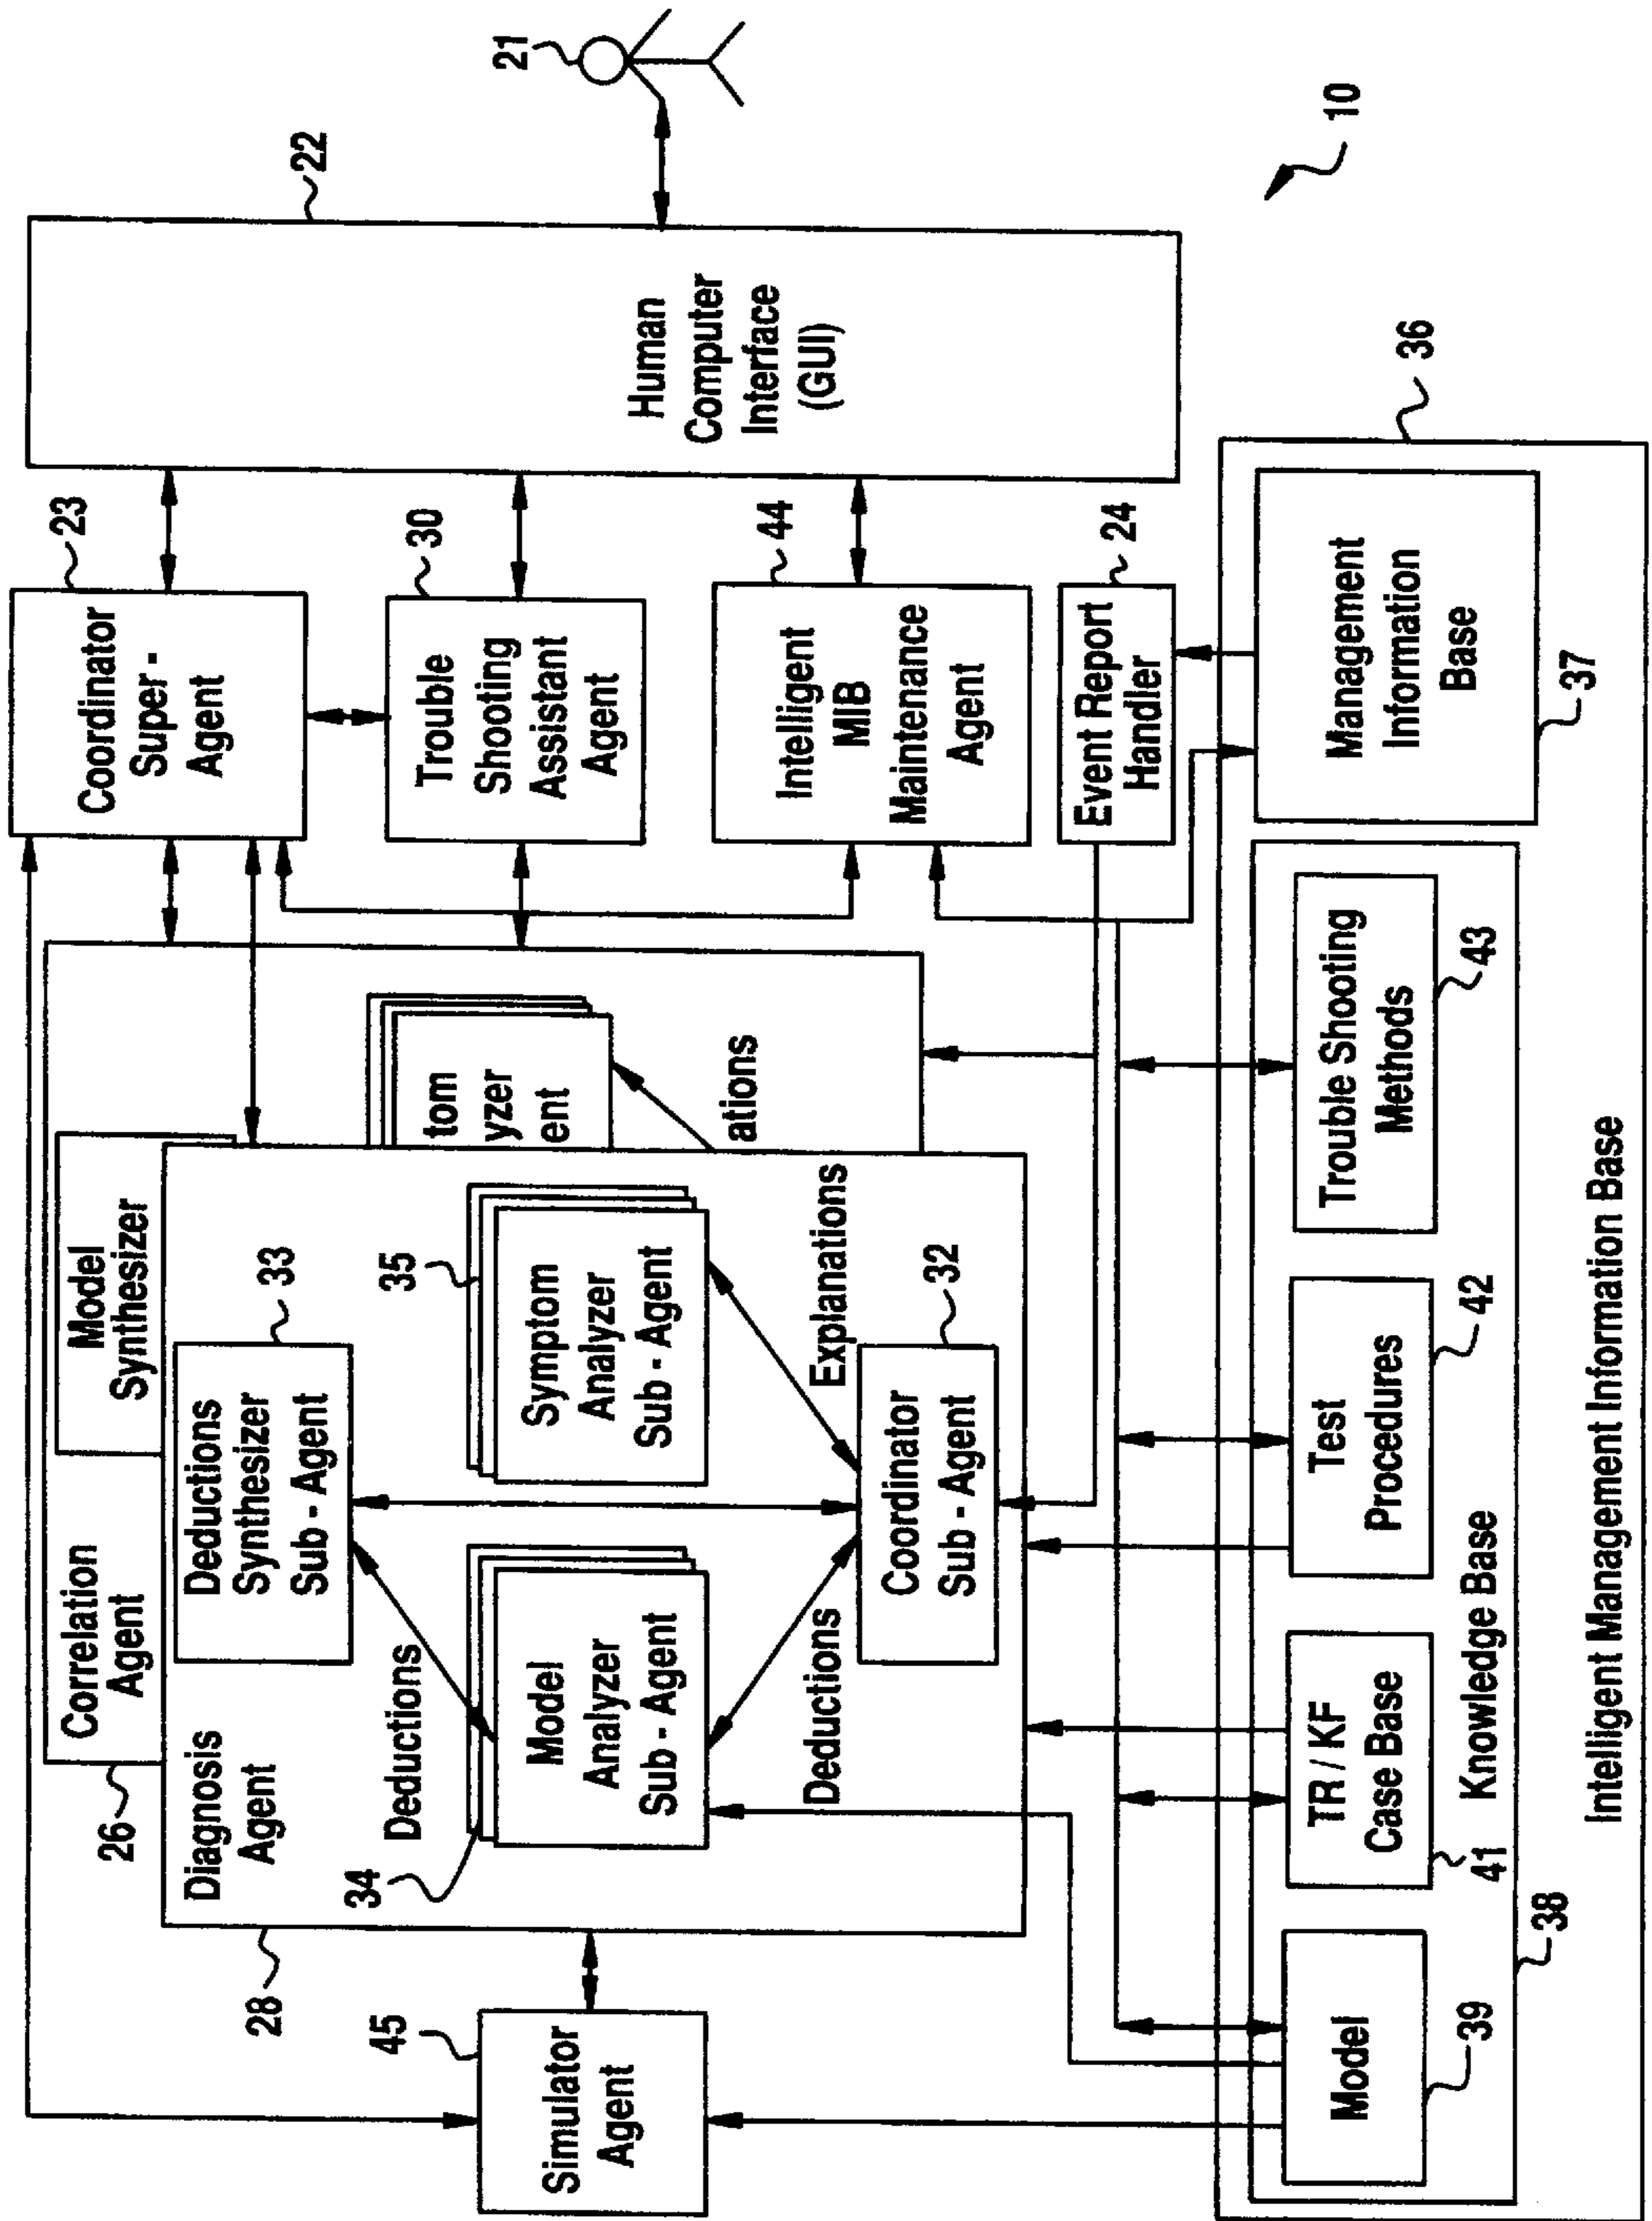 Simulator
Agent
45
28
Diagnosis
Agent
26
Correlation
Agent
Model
Synthesizer
Deductions
Synthesizer
Sub - Agent
33
Deductions
34
Model
Analyzer
Sub - Agent
35
Symptom
Analyzer
Sub - Agent
tom
yzer
ent
ations
Deductions
Explanations
Coordinator
Sub - Agent
32
Coordinator
Super -
Agent
23
Trouble
Shooting
Assistant
Agent
30
Intelligent
MIB
Maintenance
Agent
44
Event Report
Handler
24
Human
Computer
Interface
(GUI)
22
21
10
Model
39
TR / KF
Case Base
41
Test
Procedures
42
Trouble Shooting
Methods
43
Knowledge Base
38
Management
Information
Base
37
36
Intelligent Management Information Base